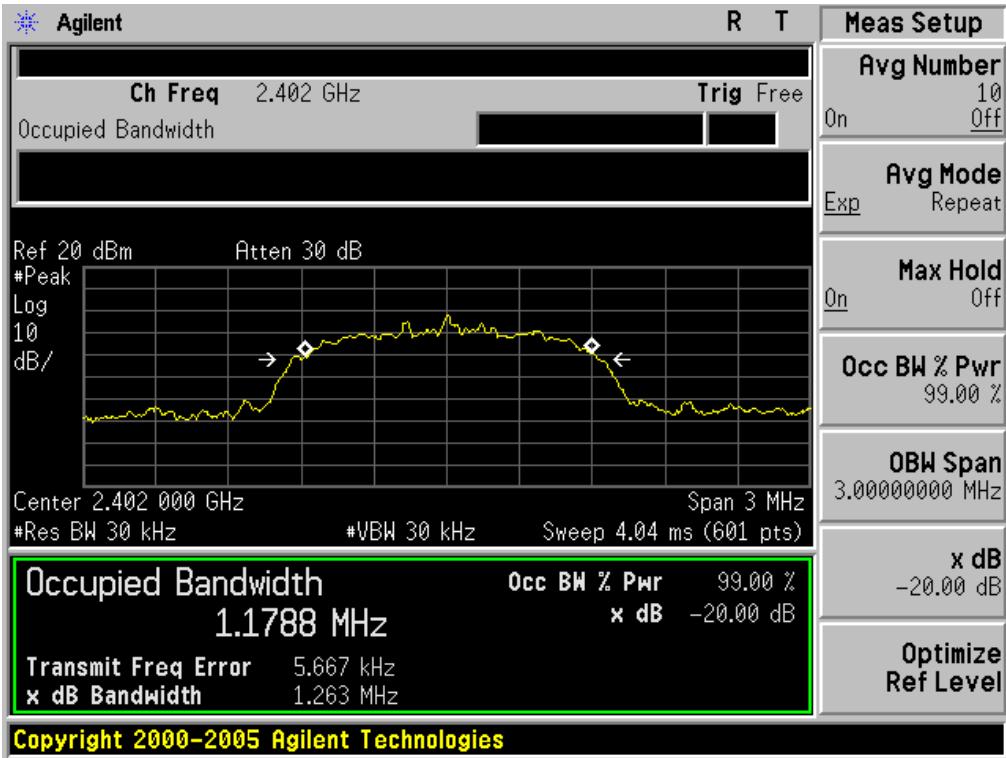 Agilent R T
Ch Freq 2.402 GHz Trig Free
Occupied Bandwidth
Ref 20 dBm Atten 30 dB
#Peak
Log
10
dB/
Center 2.402 000 GHz Span 3 MHz
#Res BW 30 kHz #VBW 30 kHz Sweep 4.04 ms (601 pts)
Occupied Bandwidth Occ BW % Pwr 99.00 %
1.1788 MHz x dB -20.00 dB
Transmit Freq Error 5.667 kHz
x dB Bandwidth 1.263 MHz
Copyright 2000-2005 Agilent Technologies
Meas Setup
Avg Number
10
On Off
Avg Mode
Exp Repeat
Max Hold
On Off
Occ BW % Pwr
99.00 %
OBW Span
3.00000000 MHz
x dB
-20.00 dB
Optimize
Ref Level